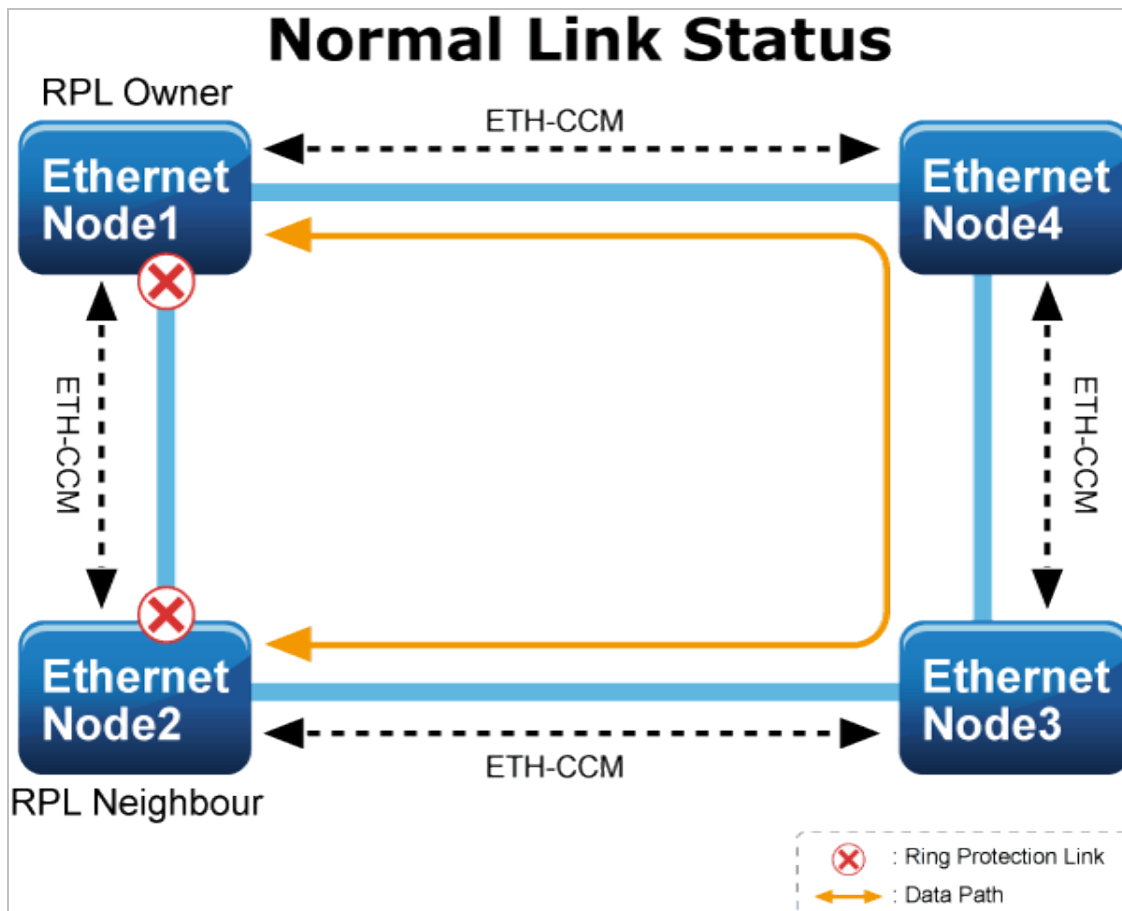 Normal Link Status
RPL Owner
ETH-CCM
Ethernet
Node1
Ethernet
Node4
ETH-CCM
ETH-CCM
Ethernet
Node2
Ethernet
Node3
ETH-CCM
RPL Neighbour
: Ring Protection Link
: Data Path